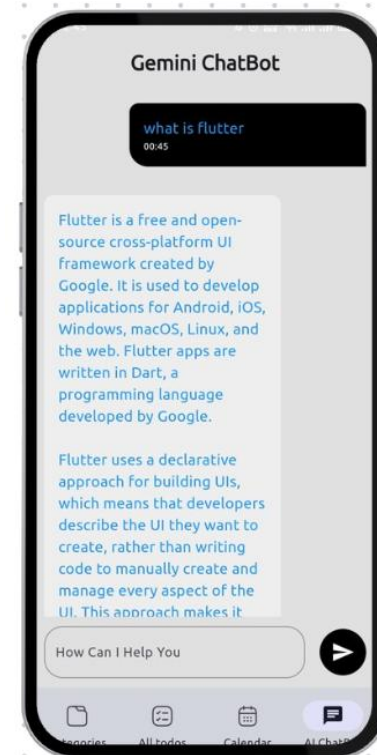 Gemini ChatBot
what is flutter
00:45
Flutter is a free and open-
source cross-platform UI
framework created by
Google. It is used to develop
applications for Android, iOS,
Windows, macOS, Linux, and
the web. Flutter apps are
written in Dart, a
programming language
developed by Google.
Flutter uses a declarative
approach for building UIs,
which means that developers
describe the UI they want to
create, rather than writing
code to manually create and
manage every aspect of the
UI. This approach makes it
How Can I Help You
All todos Calendar